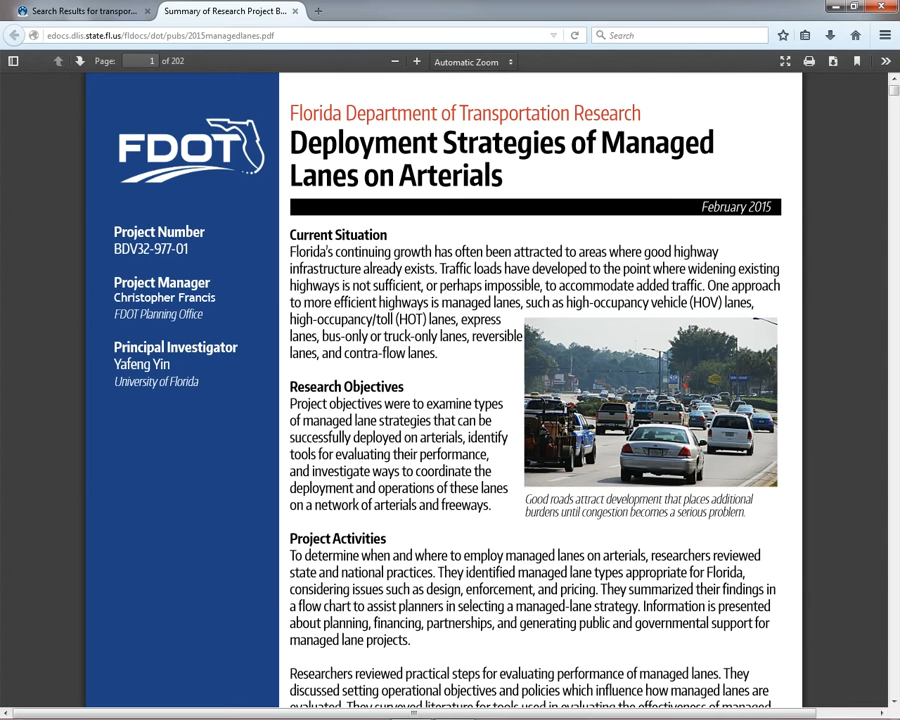 Search Results for transpor...
Summary of Research Project B...
edocs.dlis.state.fl.us/fldocs/dot/pubs/2015managedlanes.pdf
Search
Page: 1 of 202
Automatic Zoom
FDOT
Project Number
BDV32-977-01
Project Manager
Christopher Francis
FDOT Planning Office
Principal Investigator
Yafeng Yin
University of Florida
Florida Department of Transportation Research
Deployment Strategies of Managed
Lanes on Arterials
February 2015
Current Situation
Florida's continuing growth has often been attracted to areas where good highway
infrastructure already exists. Traffic loads have developed to the point where widening existing
highways is not sufficient, or perhaps impossible, to accommodate added traffic. One approach
to more efficient highways is managed lanes, such as high-occupancy vehicle (HOV) lanes,
high-occupancy/toll (HOT) lanes, express
lanes, bus-only or truck-only lanes, reversible
lanes, and contra-flow lanes.
Research Objectives
Project objectives were to examine types
of managed lane strategies that can be
successfully deployed on arterials, identify
tools for evaluating their performance,
and investigate ways to coordinate the
deployment and operations of these lanes
on a network of arterials and freeways.
Good roads attract development that places additional
burdens until congestion becomes a serious problem.
Project Activities
To determine when and where to employ managed lanes on arterials, researchers reviewed
state and national practices. They identified managed lane types appropriate for Florida,
considering issues such as design, enforcement, and pricing. They summarized their findings in
a flow chart to assist planners in selecting a managed-lane strategy. Information is presented
about planning, financing, partnerships, and generating public and governmental support for
managed lane projects.
Researchers reviewed practical steps for evaluating performance of managed lanes. They
discussed setting operational objectives and policies which influence how managed lanes are
evaluated. They surveyed literature for tools used in evaluating the effectiveness of managed